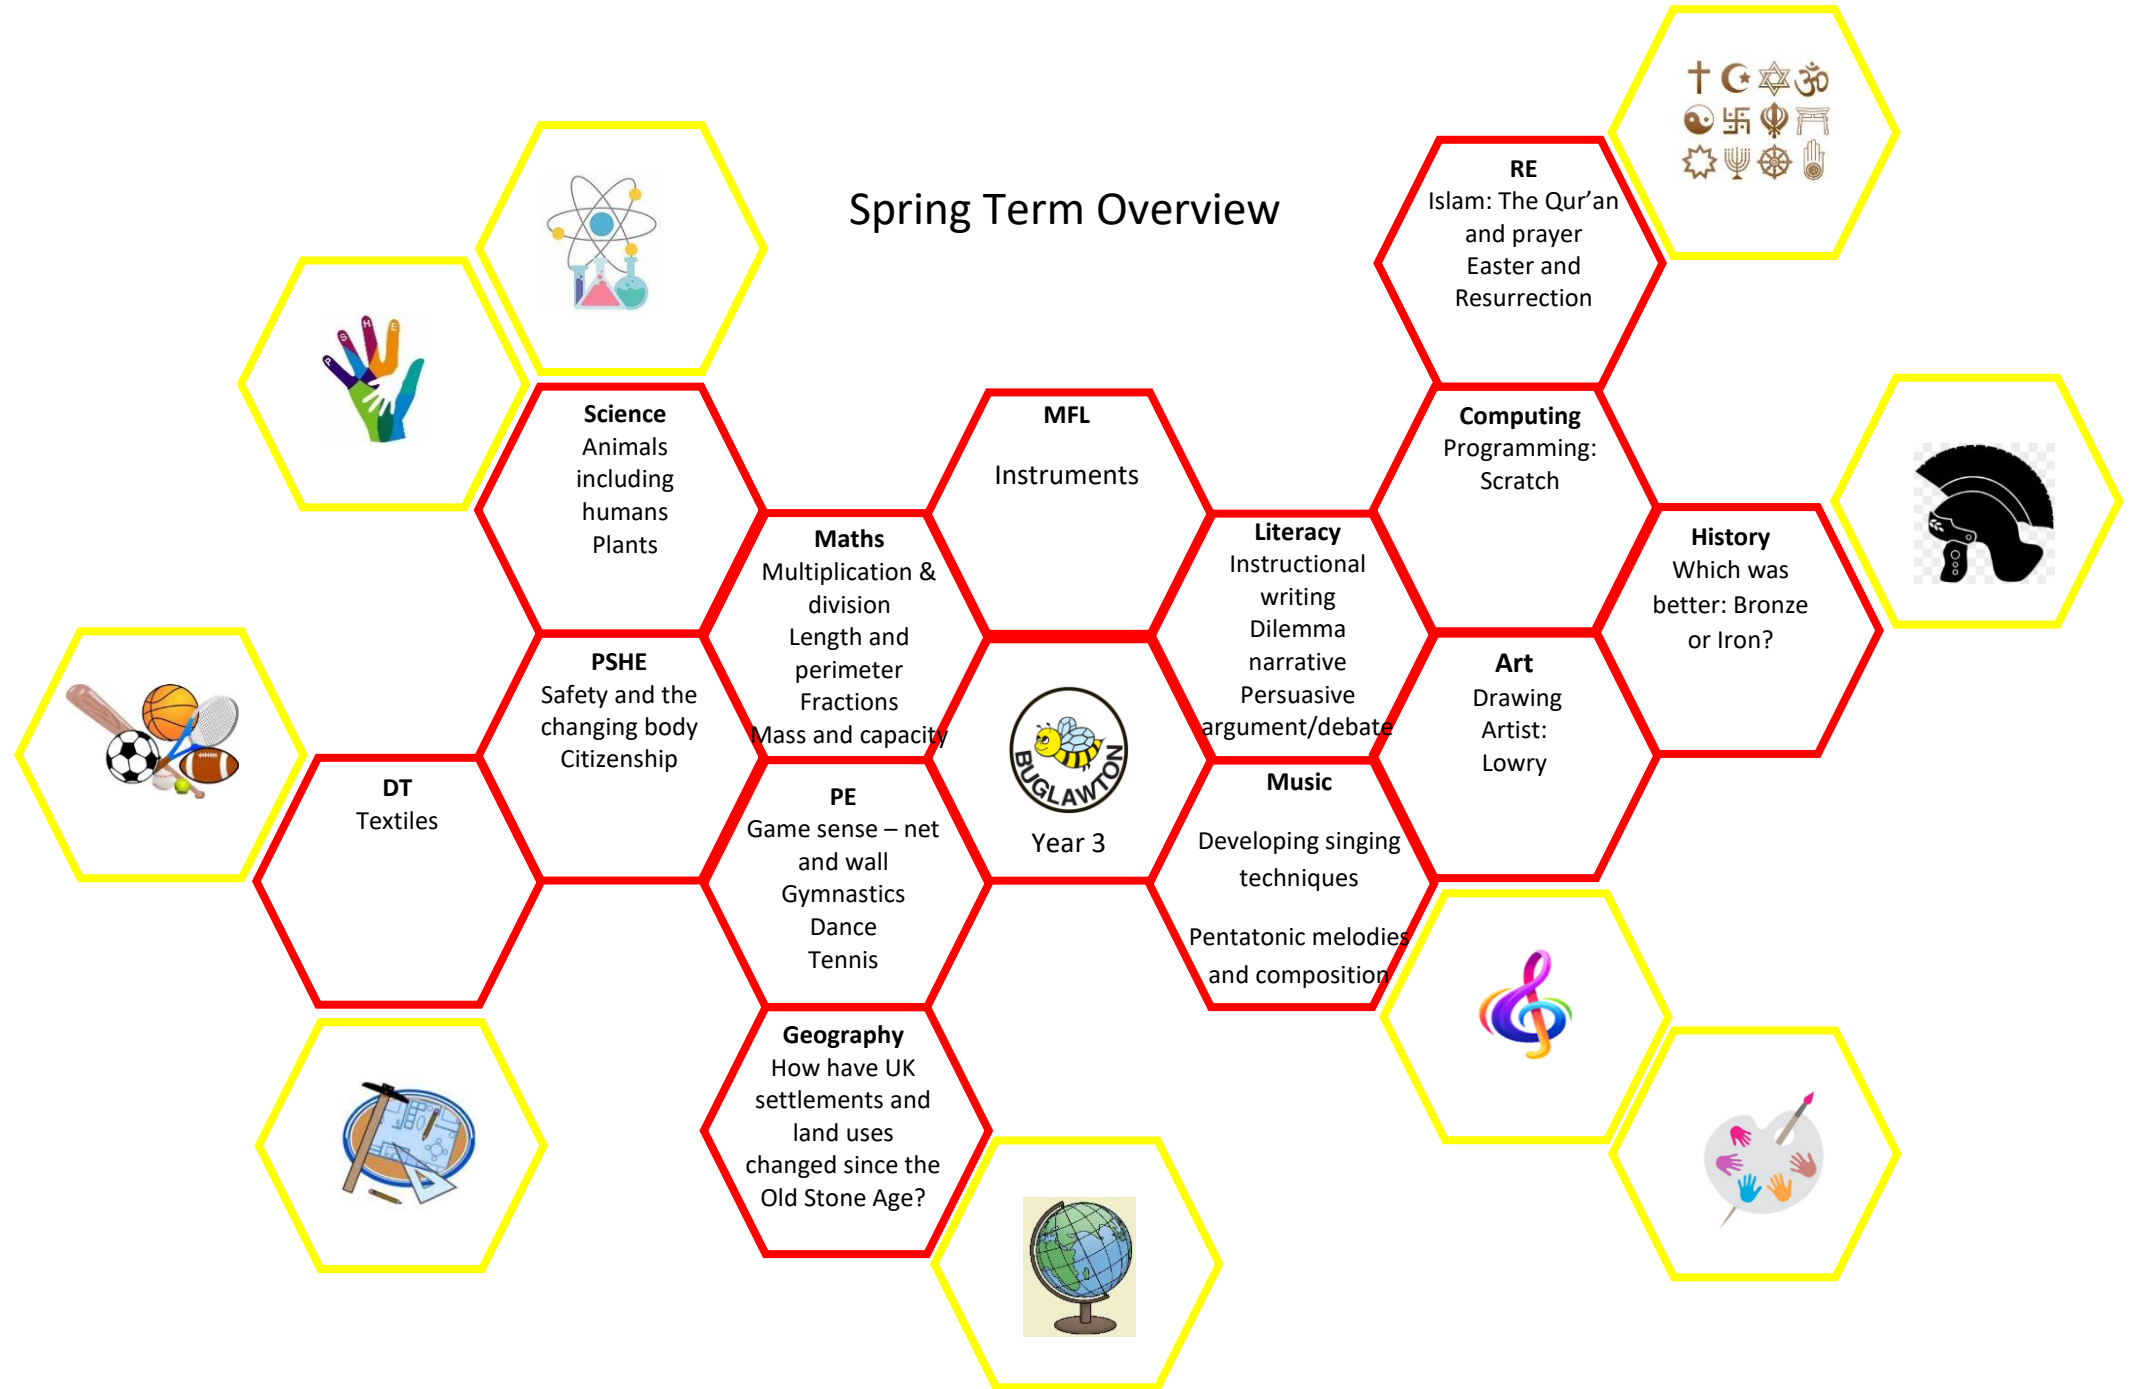 Spring Term Overview
RE
Islam: The Qur’an
and prayer
Easter and
Resurrection
P
S
H
E
Science
Animals
including
humans
Plants
MFL
Instruments
Computing
Programming:
Scratch
Maths
Multiplication &
division
Length and
perimeter
Fractions
Mass and capacity
Literacy
Instructional
writing
Dilemma
narrative
Persuasive
argument/debate
History
Which was
better: Bronze
or Iron?
PSHE
Safety and the
changing body
Citizenship
BUGLAWTON
Year 3
Art
Drawing
Artist:
Lowry
DT
Textiles
PE
Game sense – net
and wall
Gymnastics
Dance
Tennis
Music
Developing singing
techniques
Pentatonic melodies
and composition
Geography
How have UK
settlements and
land uses
changed since the
Old Stone Age?